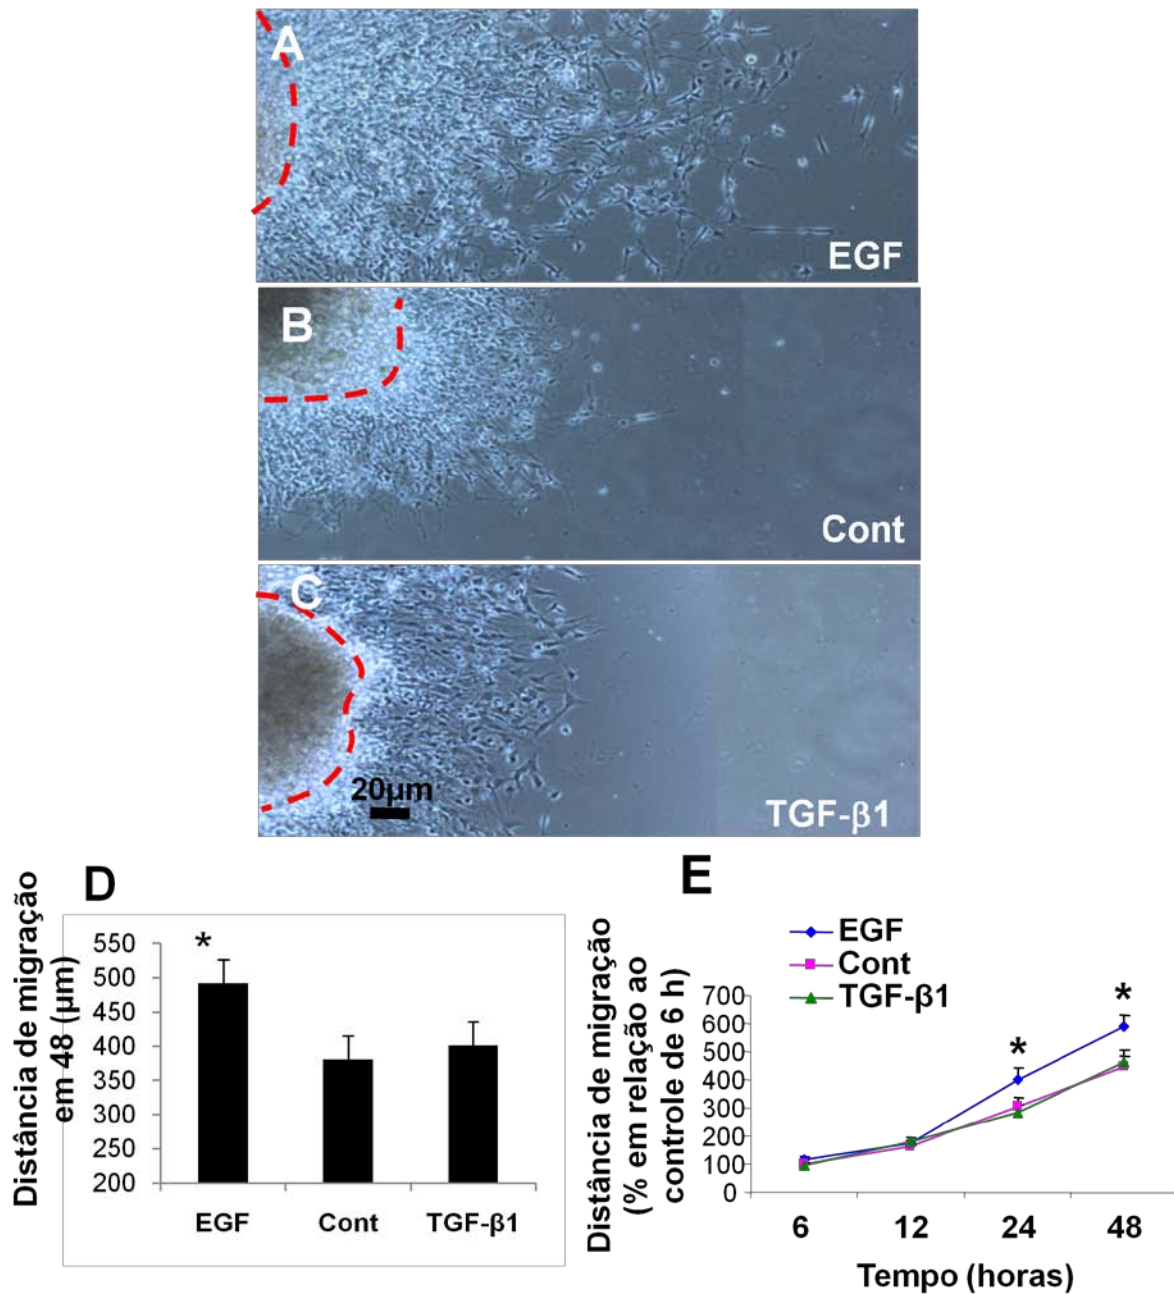 A
EGF
B
Cont
C
20µm
TGF-β1
D
Distância de migração
em 48 (µm)
550
500
450
400
350
300
250
200
*
EGF
Cont
TGF-β1
E
Distância de migração
(% em relação ao
controle de 6 h)
EGF
Cont
TGF-β1
700
600
500
400
300
200
100
0
*
*
6
12
24
48
Tempo (horas)